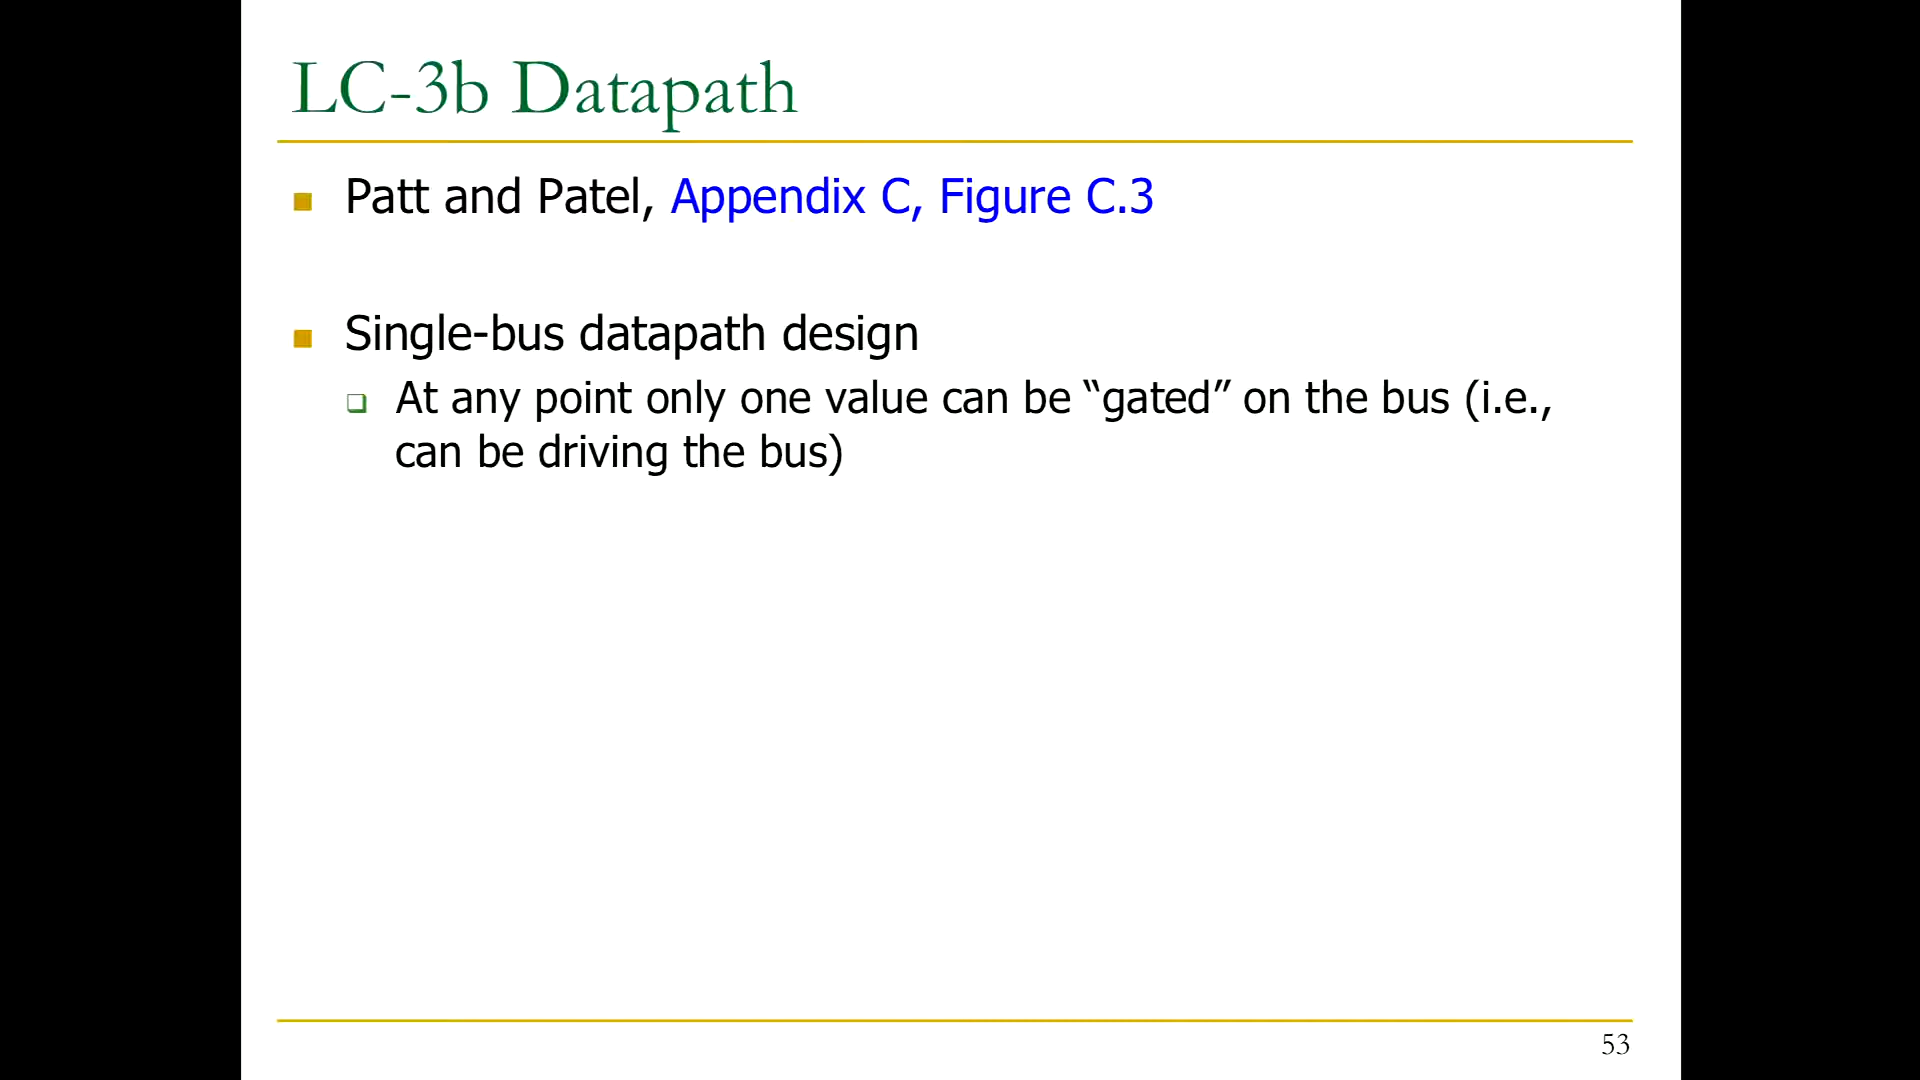 LC-3b Datapath
Patt and Patel, Appendix C, Figure C.3
Single-bus datapath design
At any point only one value can be “gated” on the bus (i.e.,
can be driving the bus)
53